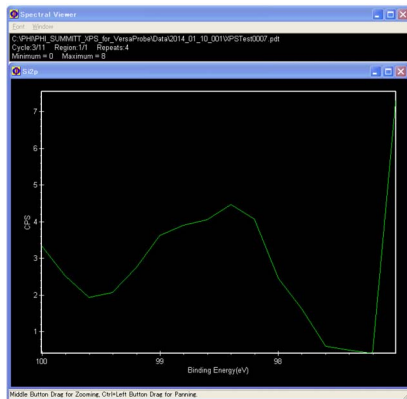 Spectral Viewer
Font Window
C:\PHI\PHI_SUMMITT_XPS_for_VersaProbe\Data\2014_01_10_001\XPSTest0007.pdt
Cycle:3/11 Region:1/1 Repeats:4
Minimum = 0 Maximum = 8
Si2p
7
6
5
4
3
2
1
CPS
100
99
98
Binding Energy(eV)
Middle Button Drag for Zooming, Ctrl+Left Button Drag for Panning.